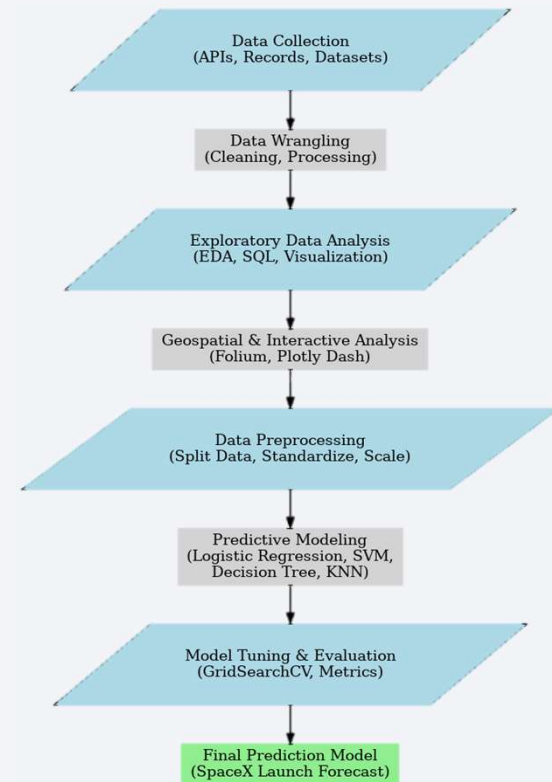 Data Collection
(APIs, Records, Datasets)
Data Wrangling
(Cleaning, Processing)
Exploratory Data Analysis
(EDA, SQL, Visualization)
Geospatial & Interactive Analysis
(Folium, Plotly Dash)
Data Preprocessing
(Split Data, Standardize, Scale)
Predictive Modeling
(Logistic Regression, SVM,
Decision Tree, KNN)
Model Tuning & Evaluation
(GridSearchCV, Metrics)
Final Prediction Model
(SpaceX Launch Forecast)